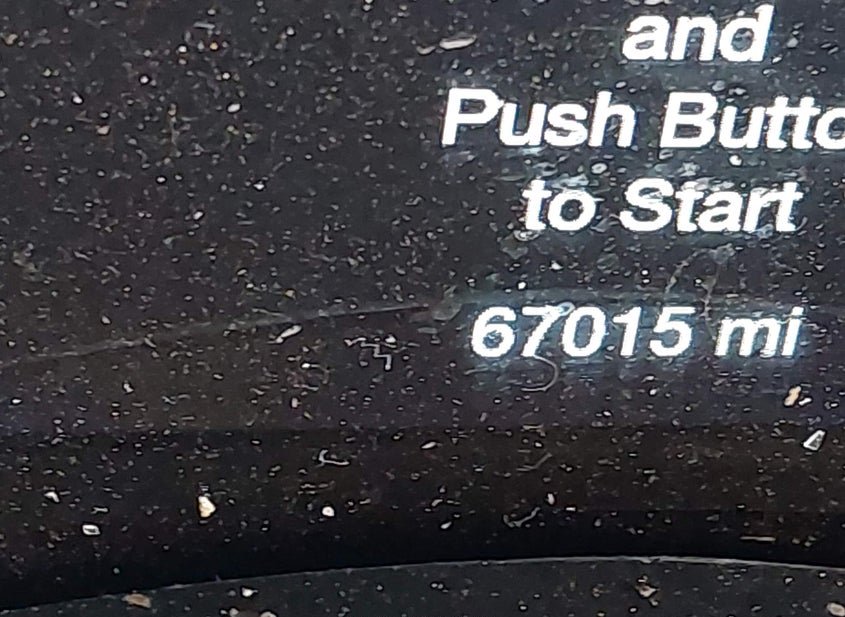 and
Push Butto
to Start
67015 mi